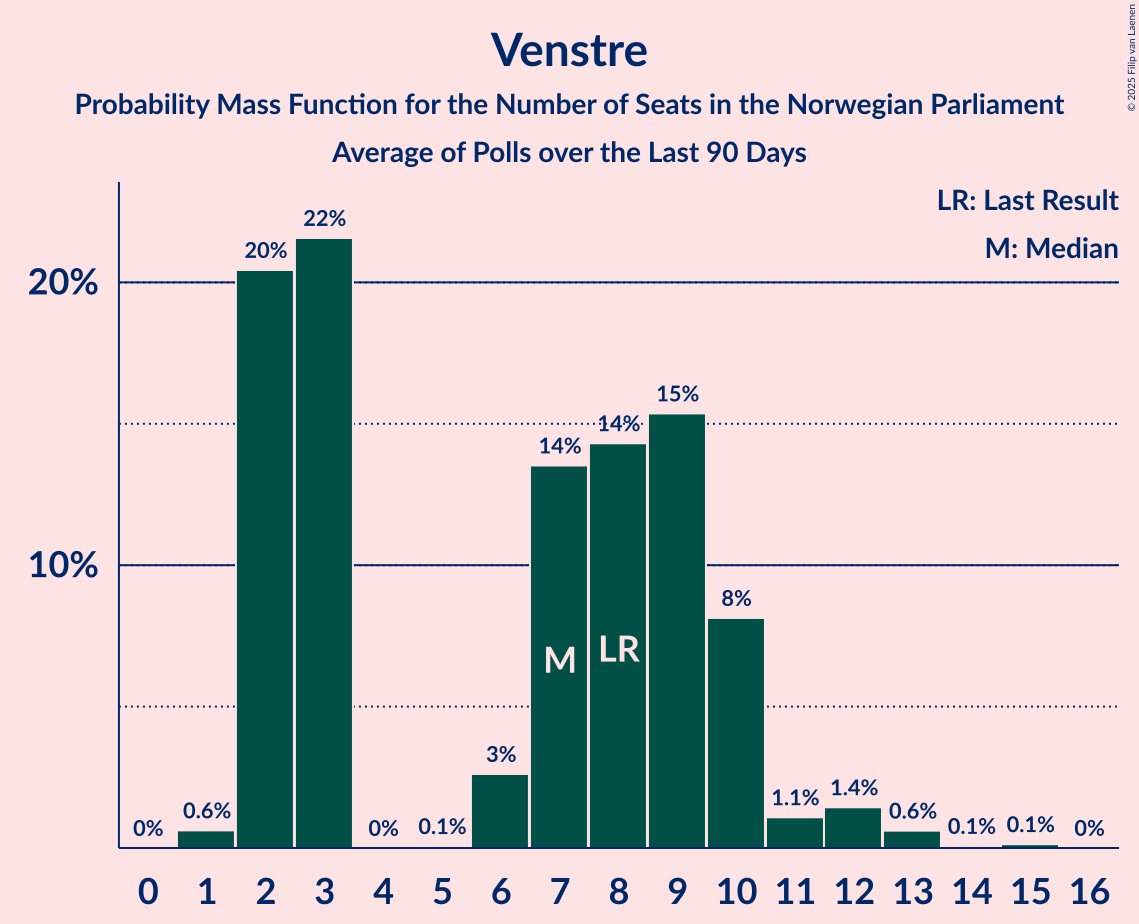 Venstre
Probability Mass Function for the Number of Seats in the Norwegian Parliament
Average of Polls over the Last 90 Days
© 2025 Filip van Laenen
LR: Last Result
M: Median
20%
10%
0%
0.6%
20%
22%
0%
0.1%
3%
14%
14%
15%
8%
1.1%
1.4%
0.6%
0.1%
0.1%
0%
M
LR
0 1 2 3 4 5 6 7 8 9 10 11 12 13 14 15 16